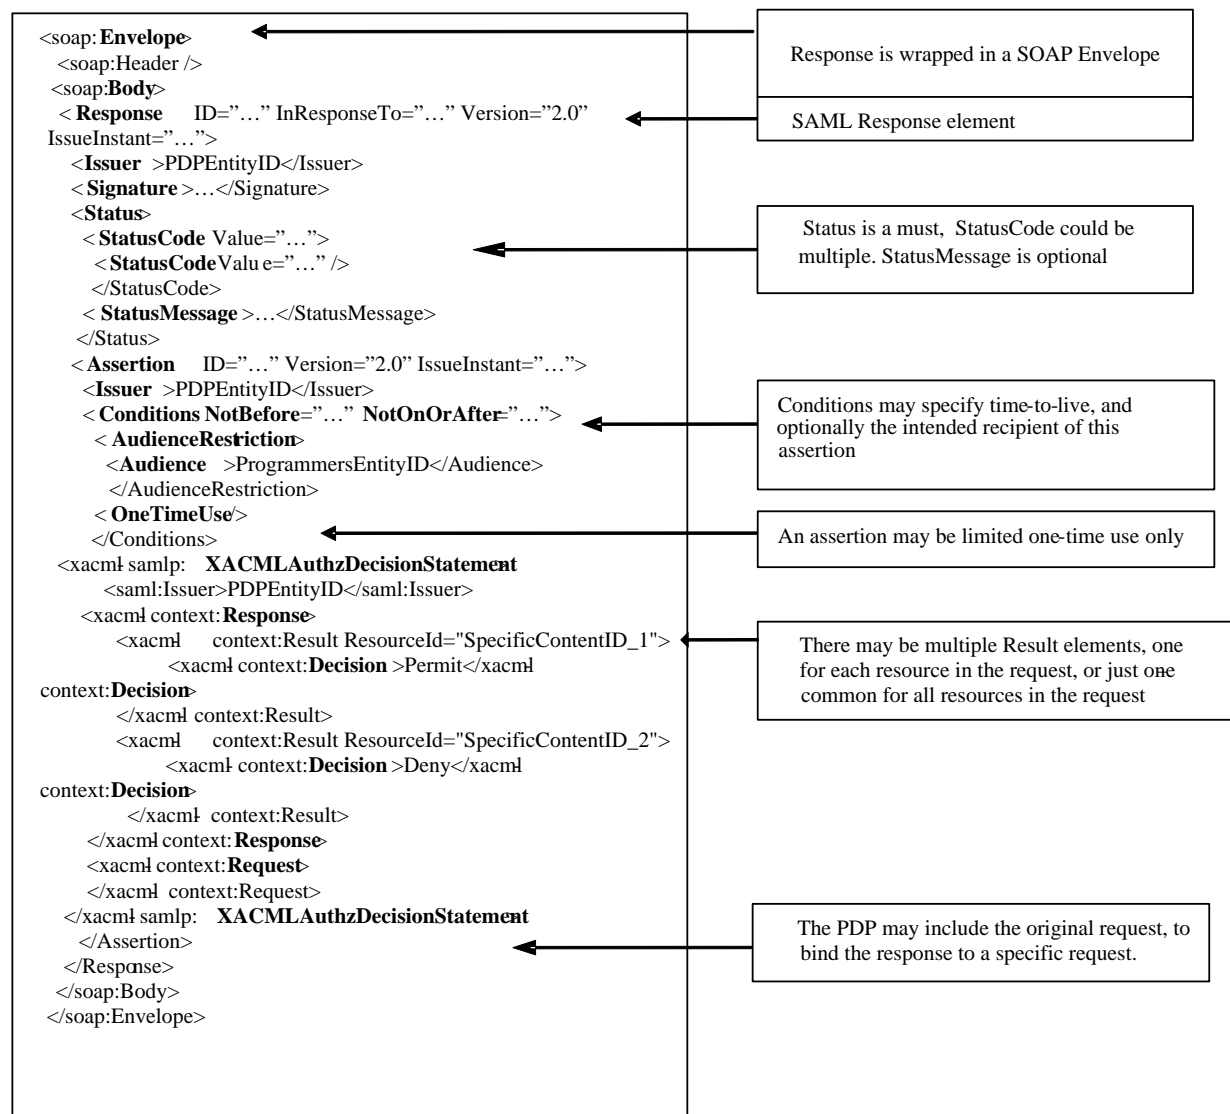 <soap:Envelope>
<soap:Header />
<soap:Body>
< Response ID=”…” InResponseTo=”…” Version=”2.0”
IssueInstant=”…”>
<Issuer >PDPEntityID</Issuer>
< Signature >…</Signature>
<Status>
< StatusCode Value=”…”>
< StatusCodeValu e=”…” />
</StatusCode>
< StatusMessage >…</StatusMessage>
</Status>
< Assertion ID=”…” Version=”2.0” IssueInstant=”…”>
<Issuer >PDPEntityID</Issuer>
< Conditions NotBefore=”…” NotOnOrAfter=”…”>
< AudienceRestriction>
<Audience >ProgrammersEntityID</Audience>
</AudienceRestriction>
< OneTimeUse/>
</Conditions>
<xacml- samlp: XACMLAuthzDecisionStatement>
<saml:Issuer>PDPEntityID</saml:Issuer>
<xacml-context:Response>
<xacml- context:Result ResourceId="SpecificContentID_1">
<xacml-context:Decision >Permit</xacml-
context:Decision>
</xacml-context:Result>
<xacml- context:Result ResourceId="SpecificContentID_2">
<xacml-context:Decision >Deny</xacml-
context:Decision>
</xacml- context:Result>
</xacml-context:Response>
<xacml-context:Request>
</xacml- context:Request>
</xacml-samlp: XACMLAuthzDecisionStatement>
</Assertion>
</Response>
</soap:Body>
</soap:Envelope>
Response is wrapped in a SOAP Envelope
SAML Response element
Status is a must, StatusCode could be
multiple. StatusMessage is optional
Conditions may specify time-to-live, and
optionally the intended recipient of this
assertion
An assertion may be limited one-time use only
There may be multiple Result elements, one
for each resource in the request, or just one
common for all resources in the request
The PDP may include the original request, to
bind the response to a specific request.